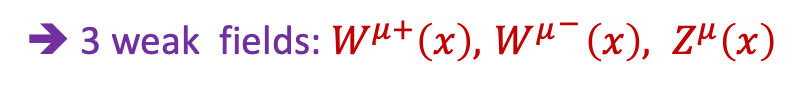 ➔ 3 weak fields: W^{μ+}(x), W^{μ−}(x), Z^μ(x)